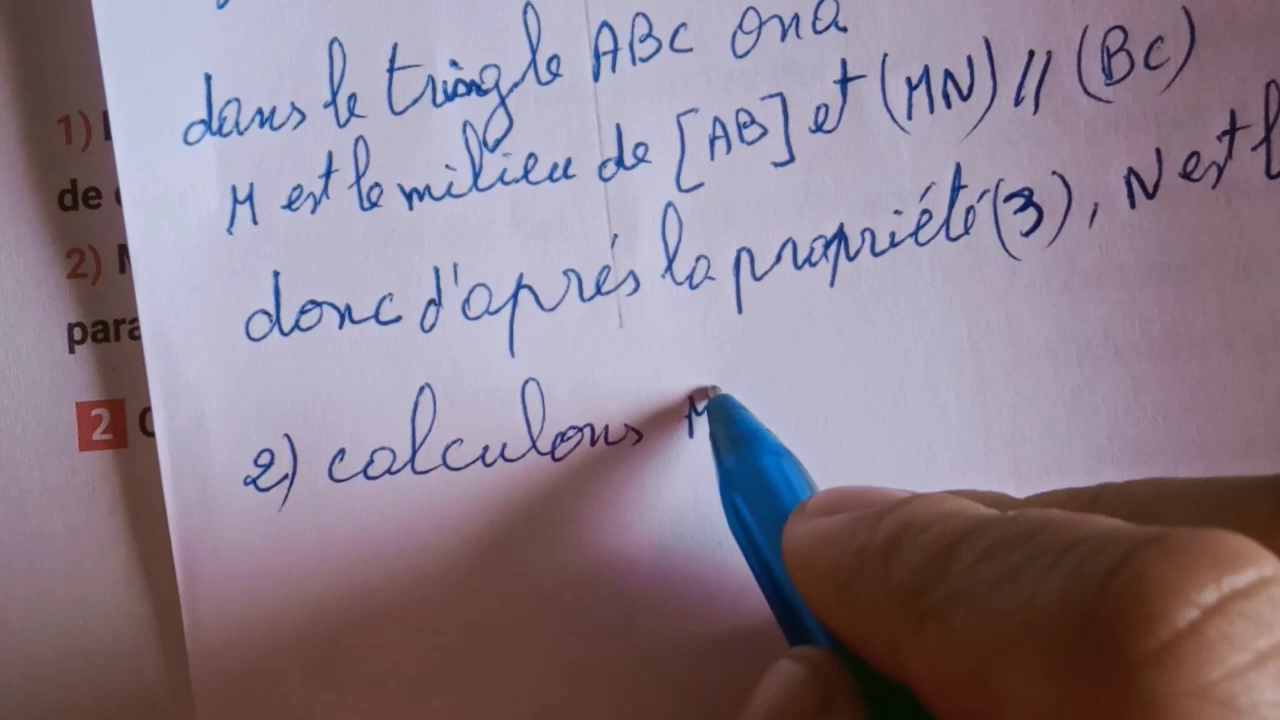 dans le triangle ABC on a
M est le milieu de [AB] et (MN) // (BC)
donc d'aprés la propriété (3), N est l
2) calculons M
1)
de
2)
para
2